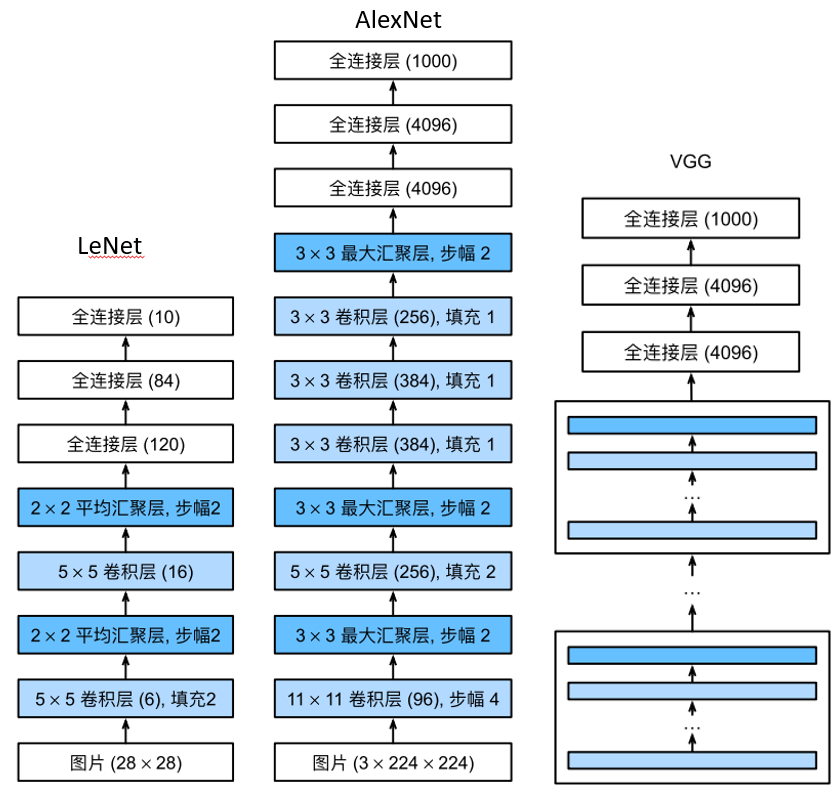 LeNet
全连接层 (10)
全连接层 (84)
全连接层 (120)
2 × 2 平均汇聚层, 步幅2
5 × 5 卷积层 (16)
2 × 2 平均汇聚层, 步幅2
5 × 5 卷积层 (6), 填充2
图片 (28 × 28)
AlexNet
全连接层 (1000)
全连接层 (4096)
全连接层 (4096)
3 × 3 最大汇聚层, 步幅 2
3 × 3 卷积层 (256), 填充 1
3 × 3 卷积层 (384), 填充 1
3 × 3 卷积层 (384), 填充 1
3 × 3 最大汇聚层, 步幅 2
5 × 5 卷积层 (256), 填充 2
3 × 3 最大汇聚层, 步幅 2
11 × 11 卷积层 (96), 步幅 4
图片 (3 × 224 × 224)
VGG
全连接层 (1000)
全连接层 (4096)
全连接层 (4096)
...
...
...